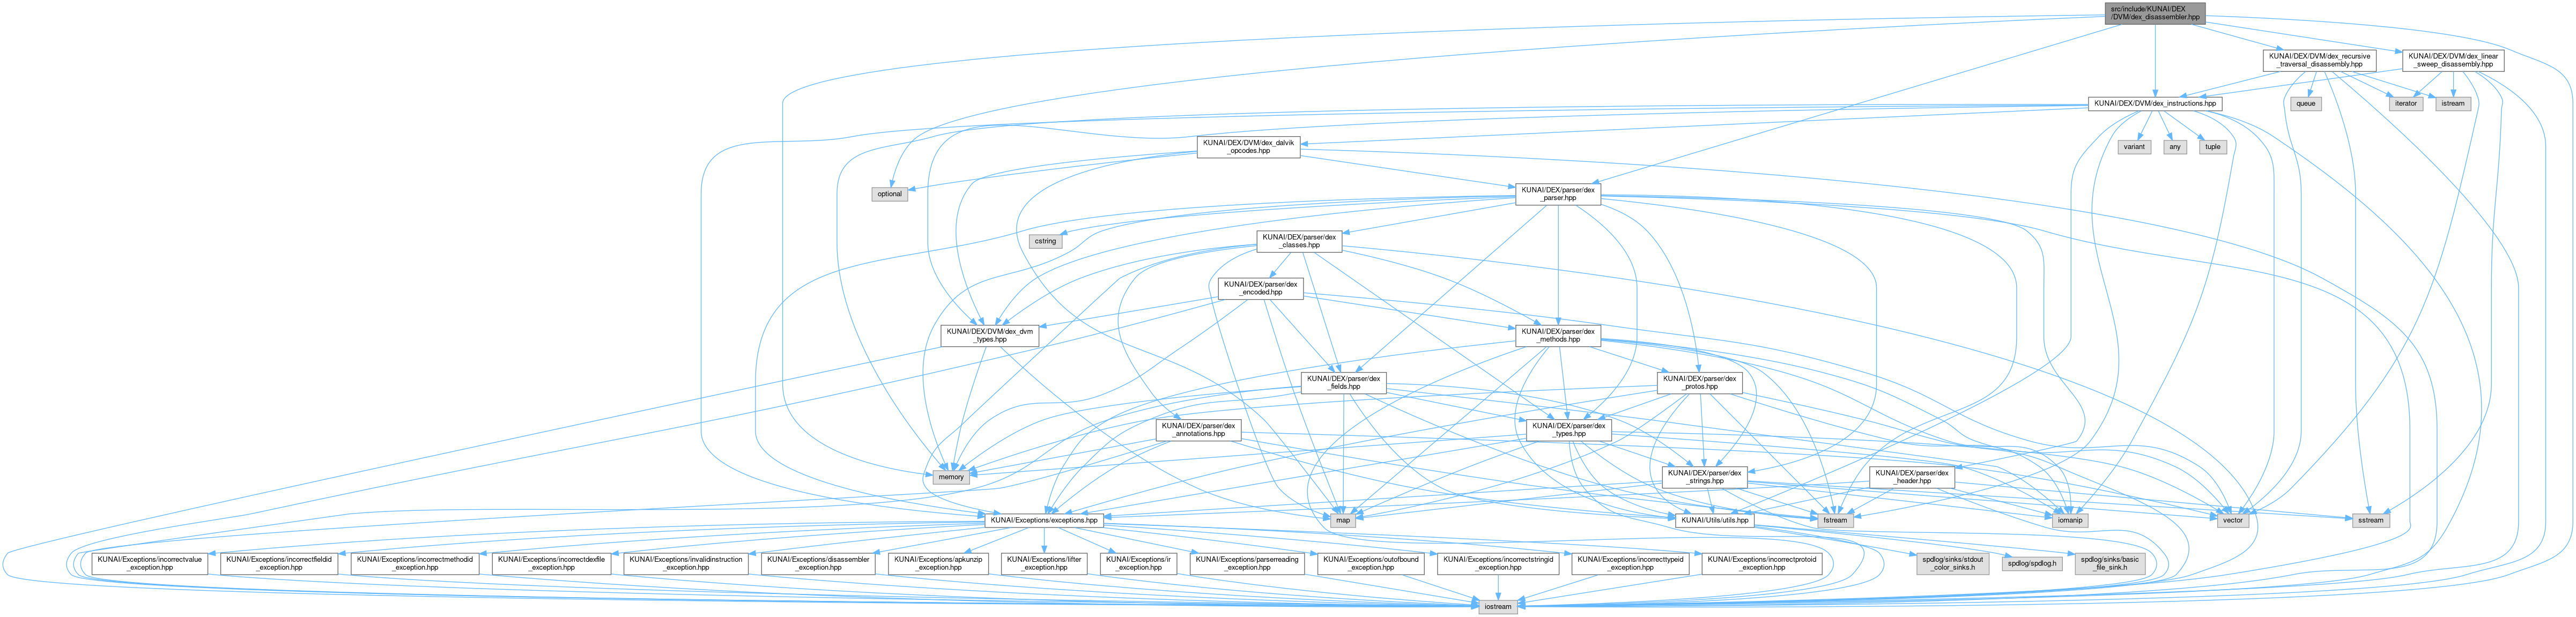 src/include/KUNAI/DEX
/DVM/dex_disassembler.hpp
KUNAI/DEX/DVM/dex_recursive
_traversal_disassembly.hpp
KUNAI/DEX/DVM/dex_linear
_sweep_disassembly.hpp
KUNAI/DEX/DVM/dex_instructions.hpp
queue
iterator
istream
KUNAI/DEX/DVM/dex_dalvik
_opcodes.hpp
variant
any
tuple
optional
KUNAI/DEX/parser/dex
_parser.hpp
cstring
KUNAI/DEX/parser/dex
_classes.hpp
KUNAI/DEX/parser/dex
_encoded.hpp
KUNAI/DEX/DVM/dex_dvm
_types.hpp
KUNAI/DEX/parser/dex
_methods.hpp
KUNAI/DEX/parser/dex
_fields.hpp
KUNAI/DEX/parser/dex
_protos.hpp
KUNAI/DEX/parser/dex
_annotations.hpp
KUNAI/DEX/parser/dex
_types.hpp
memory
KUNAI/DEX/parser/dex
_strings.hpp
KUNAI/DEX/parser/dex
_header.hpp
KUNAI/Exceptions/exceptions.hpp
map
KUNAI/Utils/utils.hpp
fstream
iomanip
vector
sstream
KUNAI/Exceptions/incorrectvalue
_exception.hpp
KUNAI/Exceptions/incorrectfieldid
_exception.hpp
KUNAI/Exceptions/incorrectmethodid
_exception.hpp
KUNAI/Exceptions/incorrectdexfile
_exception.hpp
KUNAI/Exceptions/invalidinstruction
_exception.hpp
KUNAI/Exceptions/disassembler
_exception.hpp
KUNAI/Exceptions/apkunzip
_exception.hpp
KUNAI/Exceptions/lifter
_exception.hpp
KUNAI/Exceptions/ir
_exception.hpp
KUNAI/Exceptions/parserreading
_exception.hpp
KUNAI/Exceptions/outofbound
_exception.hpp
KUNAI/Exceptions/incorrectstringid
_exception.hpp
KUNAI/Exceptions/incorrecttypeid
_exception.hpp
KUNAI/Exceptions/incorrectprotoid
_exception.hpp
spdlog/sinks/stdout
_color_sinks.h
spdlog/spdlog.h
spdlog/sinks/basic
_file_sink.h
iostream